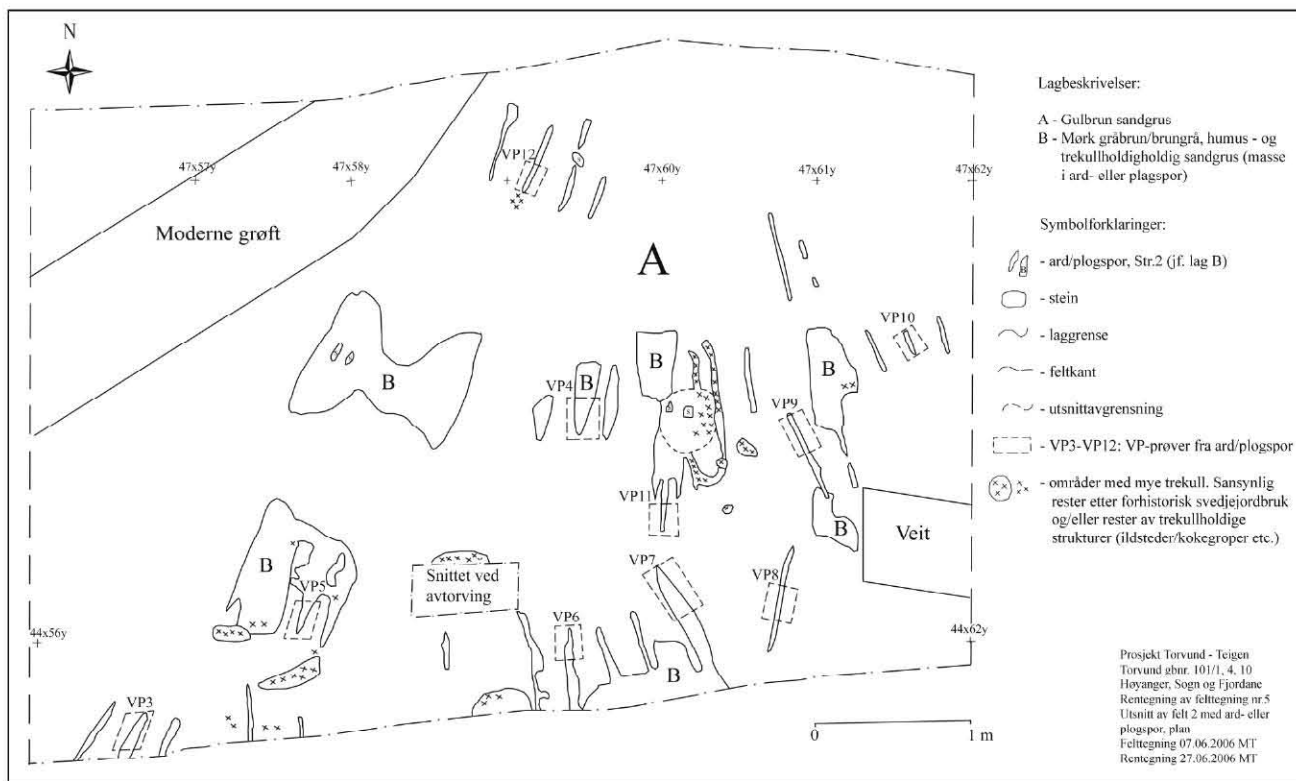 N
Lagbeskrivelser:
A - Gulbrun sandgrus
B - Mørk gråbrun/brungrå, humus - og
trekullholdigholdig sandgrus (masse
i ard- eller plagspor)
VP12
47x57y
47x58y
47x60y
47x61y
47x62y
Moderne grøft
A
Symbolforklaringer:
B
- ard/plogspor, Str.2 (jf. lag B)
- stein
- laggrense
- feltkant
- utsnittavgrensning
- VP3-VP12: VP-prøver fra ard/plogspor
- områder med mye trekull. Sansynlig
rester etter forhistorisk svedjejordbruk
og/eller rester av trekullholdige
strukturer (ildsteder/kokegroper etc.)
VP10
B
B
B
B
VP4
VP9
VP11
B
Veit
B
VP5
Snittet ved
avtorving
VP7
VP8
VP6
44x56y
44x62y
B
VP3
0
1 m
Prosjekt Torvund - Teigen
Torvund gbnr. 101/1, 4, 10
Høyanger, Sogn og Fjordane
Rentegning av felttegning nr.5
Utsnitt av felt 2 med ard- eller
plogspor, plan
Felttegning 07.06.2006 MT
Rentegning 27.06.2006 MT